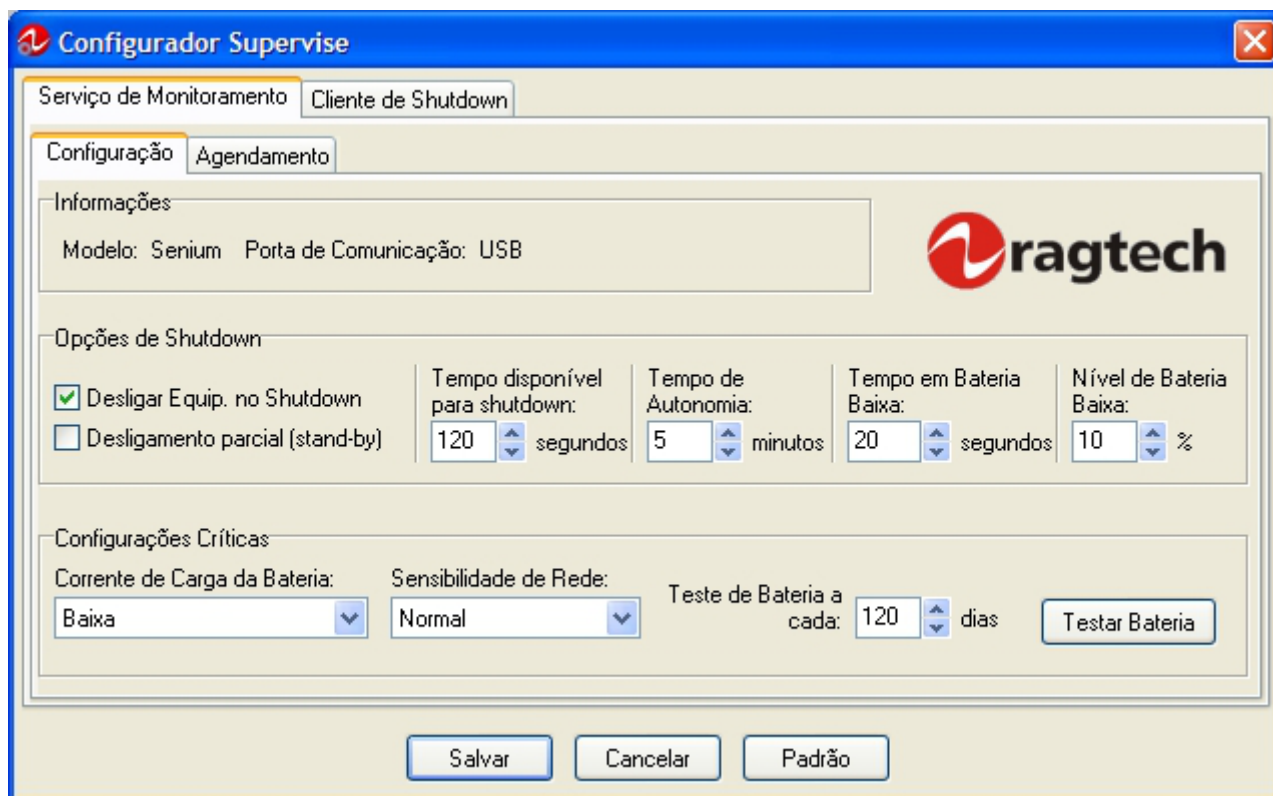 Configurador Supervise
Serviço de Monitoramento Cliente de Shutdown
Configuração Agendamento
Informações
Modelo: Senium Porta de Comunicação: USB
ragtech
Opções de Shutdown
Desligar Equip. no Shutdown
Desligamento parcial (stand-by)
Tempo disponível
para shutdown:
120 segundos
Tempo de
Autonomia:
5 minutos
Tempo em Bateria
Baixa:
20 segundos
Nível de Bateria
Baixa:
10 %
Configurações Críticas
Corrente de Carga da Bateria:
Baixa
Sensibilidade de Rede:
Normal
Teste de Bateria a
cada: 120 dias
Testar Bateria
Salvar Cancelar Padrão